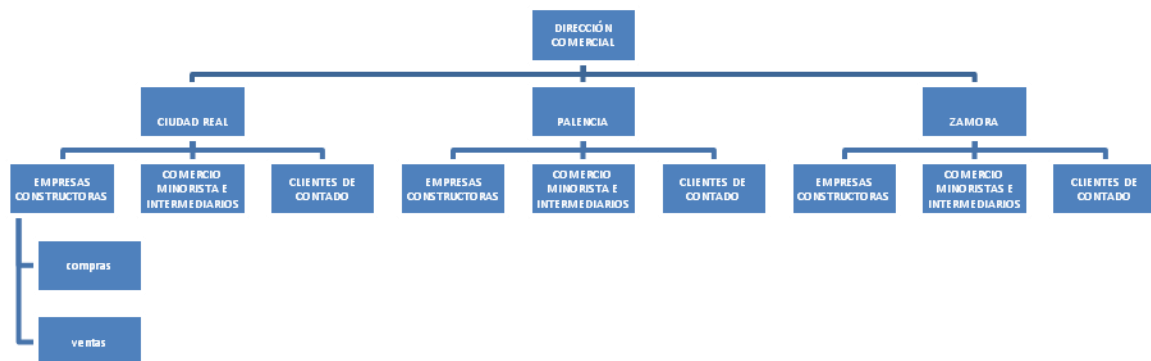 DIRECCIÓN
COMERCIAL
CIUDAD REAL
PALENCIA
ZAMORA
EMPRESAS
CONSTRUCTORAS
COMERCIO
MINORISTA E
INTERMEDIARIOS
CLIENTES DE
CONTADO
EMPRESAS
CONSTRUCTORAS
COMERCIO
MINORISTA E
INTERMEDIARIOS
CLIENTES DE
CONTADO
EMPRESAS
CONSTRUCTORAS
COMERCIO
MINORISTAS E
INTERMEDIARIOS
CLIENTES DE
CONTADO
compras
ventas